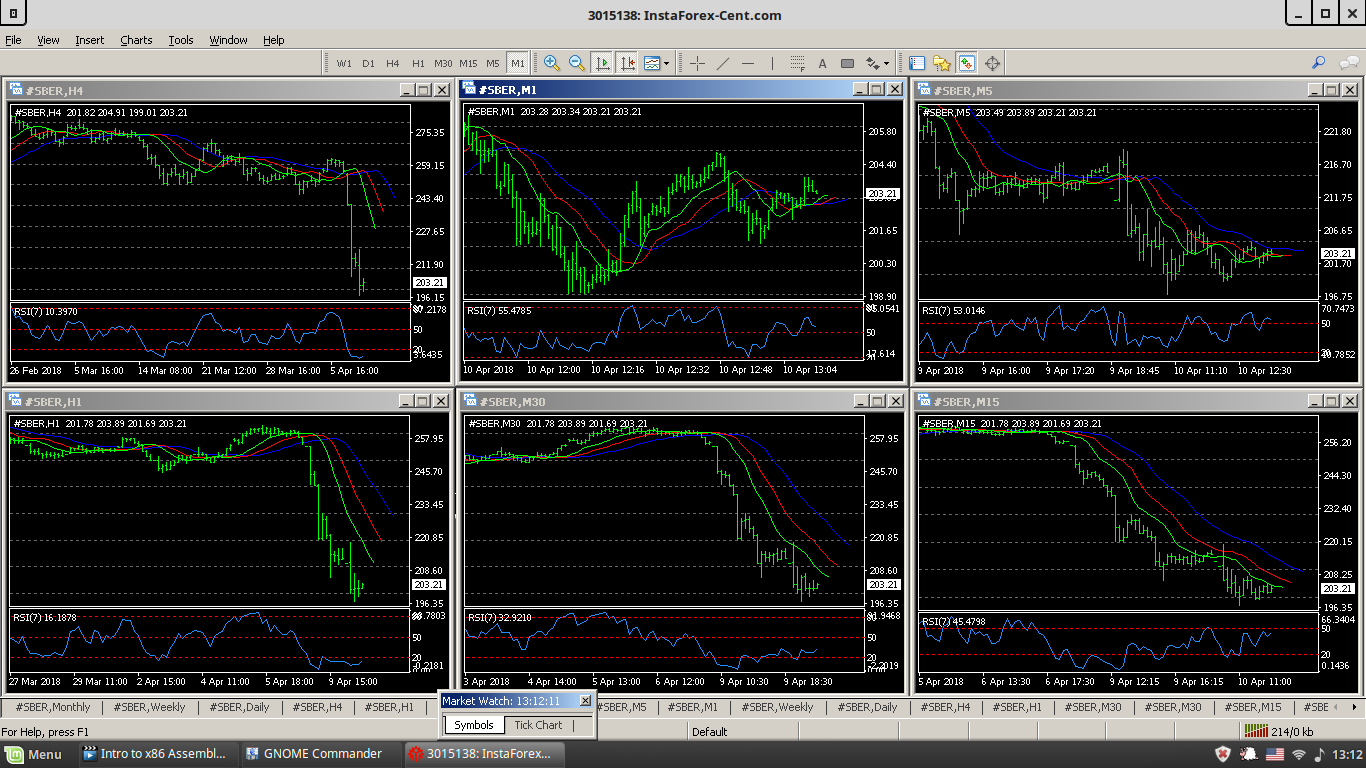 3015138: InstaForex-Cent.com
File View Insert Charts Tools Window Help
W1 D1 H4 H1 M30 M15 M5 M1
#SBER,H4
#SBER,H4 201.82 204.91 199.01 203.21
275.35
259.15
243.40
227.65
211.90
203.21
196.15
RSI(7) 10.3970
50
20
26 Feb 2018 5 Mar 16:00 14 Mar 08:00 21 Mar 12:00 28 Mar 16:00 5 Apr 16:00
#SBER,M1
#SBER,M1 203.28 203.34 203.21 203.21
205.80
204.40
203.21
201.65
200.30
198.90
RSI(7) 55.4785
50
10 Apr 2018 10 Apr 12:00 10 Apr 12:16 10 Apr 12:32 10 Apr 12:48 10 Apr 13:04
#SBER,M5
#SBER,M5 203.49 203.89 203.21 203.21
221.80
216.70
211.75
206.65
203.21
201.70
196.75
RSI(7) 53.0146
70.7473
50
9 Apr 2018 9 Apr 16:00 9 Apr 17:20 9 Apr 18:45 10 Apr 11:10 10 Apr 12:30
#SBER,H1
#SBER,H1 201.78 203.89 201.69 203.21
257.95
245.70
233.45
220.85
208.60
203.21
196.35
RSI(7) 16.1878
50
20
27 Mar 2018 29 Mar 11:00 2 Apr 15:00 4 Apr 11:00 5 Apr 18:00 9 Apr 15:00
#SBER,M30
#SBER,M30 201.78 203.89 201.69 203.21
257.95
245.70
233.45
220.85
208.60
203.21
196.35
RSI(7) 32.9210
50
20
3 Apr 2018 4 Apr 14:00 5 Apr 13:00 6 Apr 12:00 9 Apr 10:30 9 Apr 18:30
#SBER,M15
#SBER,M15 201.78 203.89 201.69 203.21
256.20
244.30
232.40
220.15
208.25
203.21
196.35
RSI(7) 45.4798
66.3404
50
20
0.1436
5 Apr 2018 6 Apr 13:30 6 Apr 17:30 9 Apr 12:15 9 Apr 16:15 10 Apr 11:00
Market Watch: 13:12:11
Symbols Tick Chart
#SBER,Monthly #SBER,Weekly #SBER,Daily #SBER,H4 #SBER,H1 #SBER,M5 #SBER,M1 #SBER,Weekly #SBER,Daily #SBER,H4 #SBER,H1 #SBER,M30 #SBER,M30 #SBER,M15 #SBE
For Help, press F1 Default 214/0 kb
Menu Intro to x86 Assembl... GNOME Commander 3015138: InstaForex... 13:12